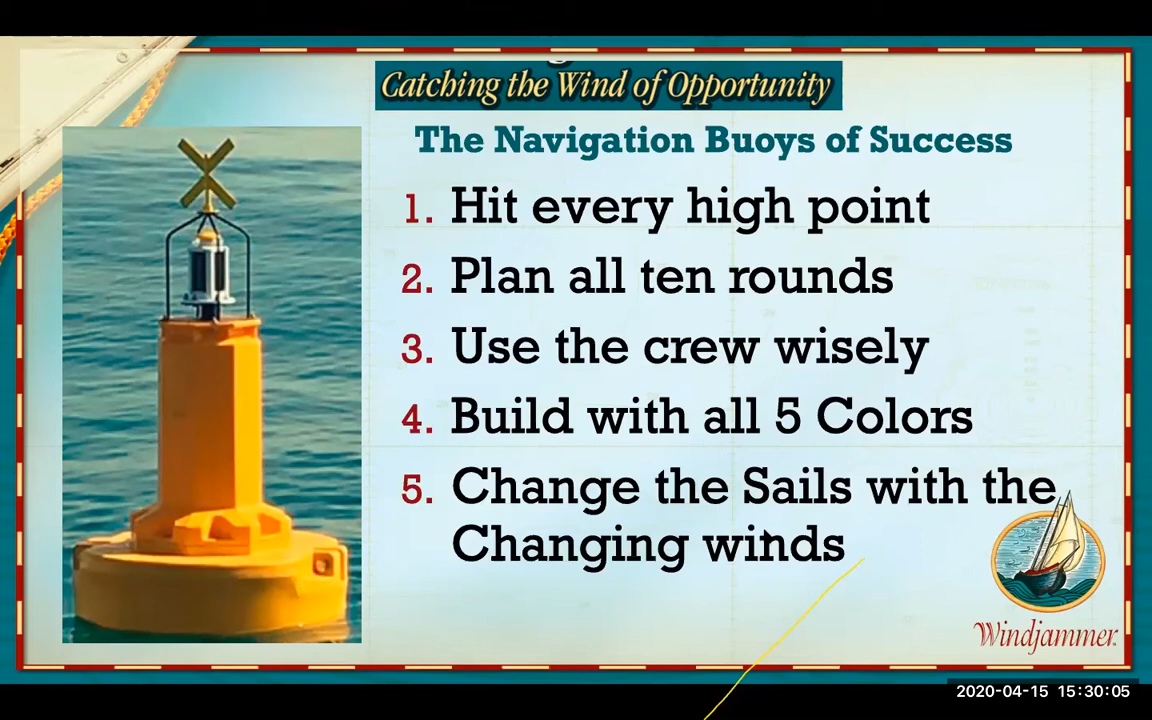 Catching the Wind of Opportunity
The Navigation Buoys of Success
1. Hit every high point
2. Plan all ten rounds
3. Use the crew wisely
4. Build with all 5 Colors
5. Change the Sails with the
Changing winds
Windjammer
2020-04-15 15:30:05